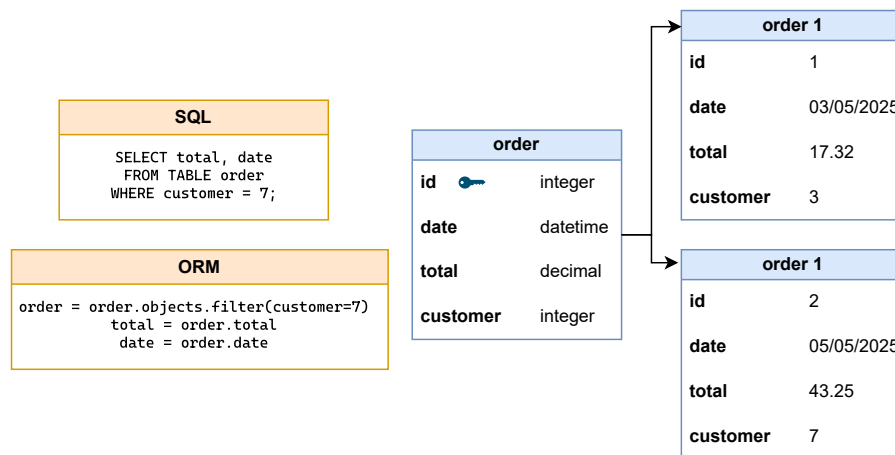 SQL
SELECT total, date
FROM TABLE order
WHERE customer = 7;
ORM
order = order.objects.filter(customer=7)
total = order.total
date = order.date
order
id integer
date datetime
total decimal
customer integer
order 1
id 1
date 03/05/2025
total 17.32
customer 3
order 1
id 2
date 05/05/2025
total 43.25
customer 7